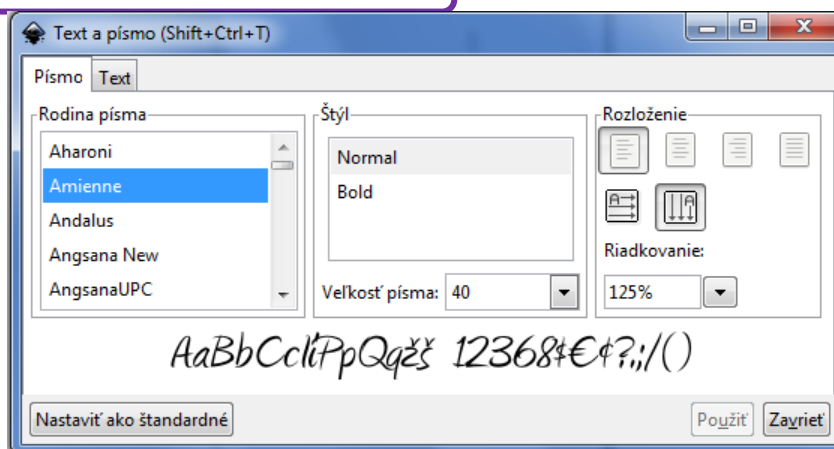 Text a písmo (Shift+Ctrl+T)
Písmo
Text
Rodina písma
Aharoni
Amienne
Andalus
Angsana New
AngsanaUPC
Štýl
Normal
Bold
Veľkosť písma: 40
Rozloženie
Riadkovanie:
125%
AaBbCcIiPpQqžš 12368$€¢?.;/()
Nastaviť ako štandardné
Použiť
Zavrieť